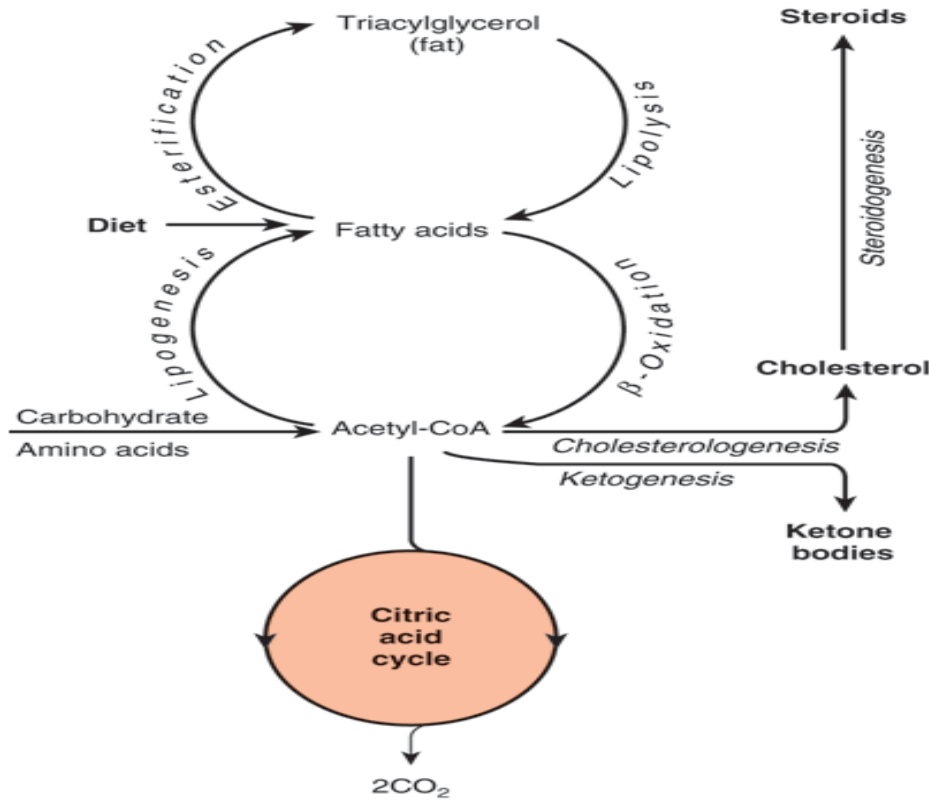 Triacylglycerol
(fat)
Steroids
Esterification
Lipolysis
Steroidogenesis
Diet
Fatty acids
Lipogenesis
β-Oxidation
Cholesterol
Carbohydrate
Amino acids
Acetyl-CoA
Cholesterologenesis
Ketogenesis
Ketone
bodies
Citric
acid
cycle
2CO₂